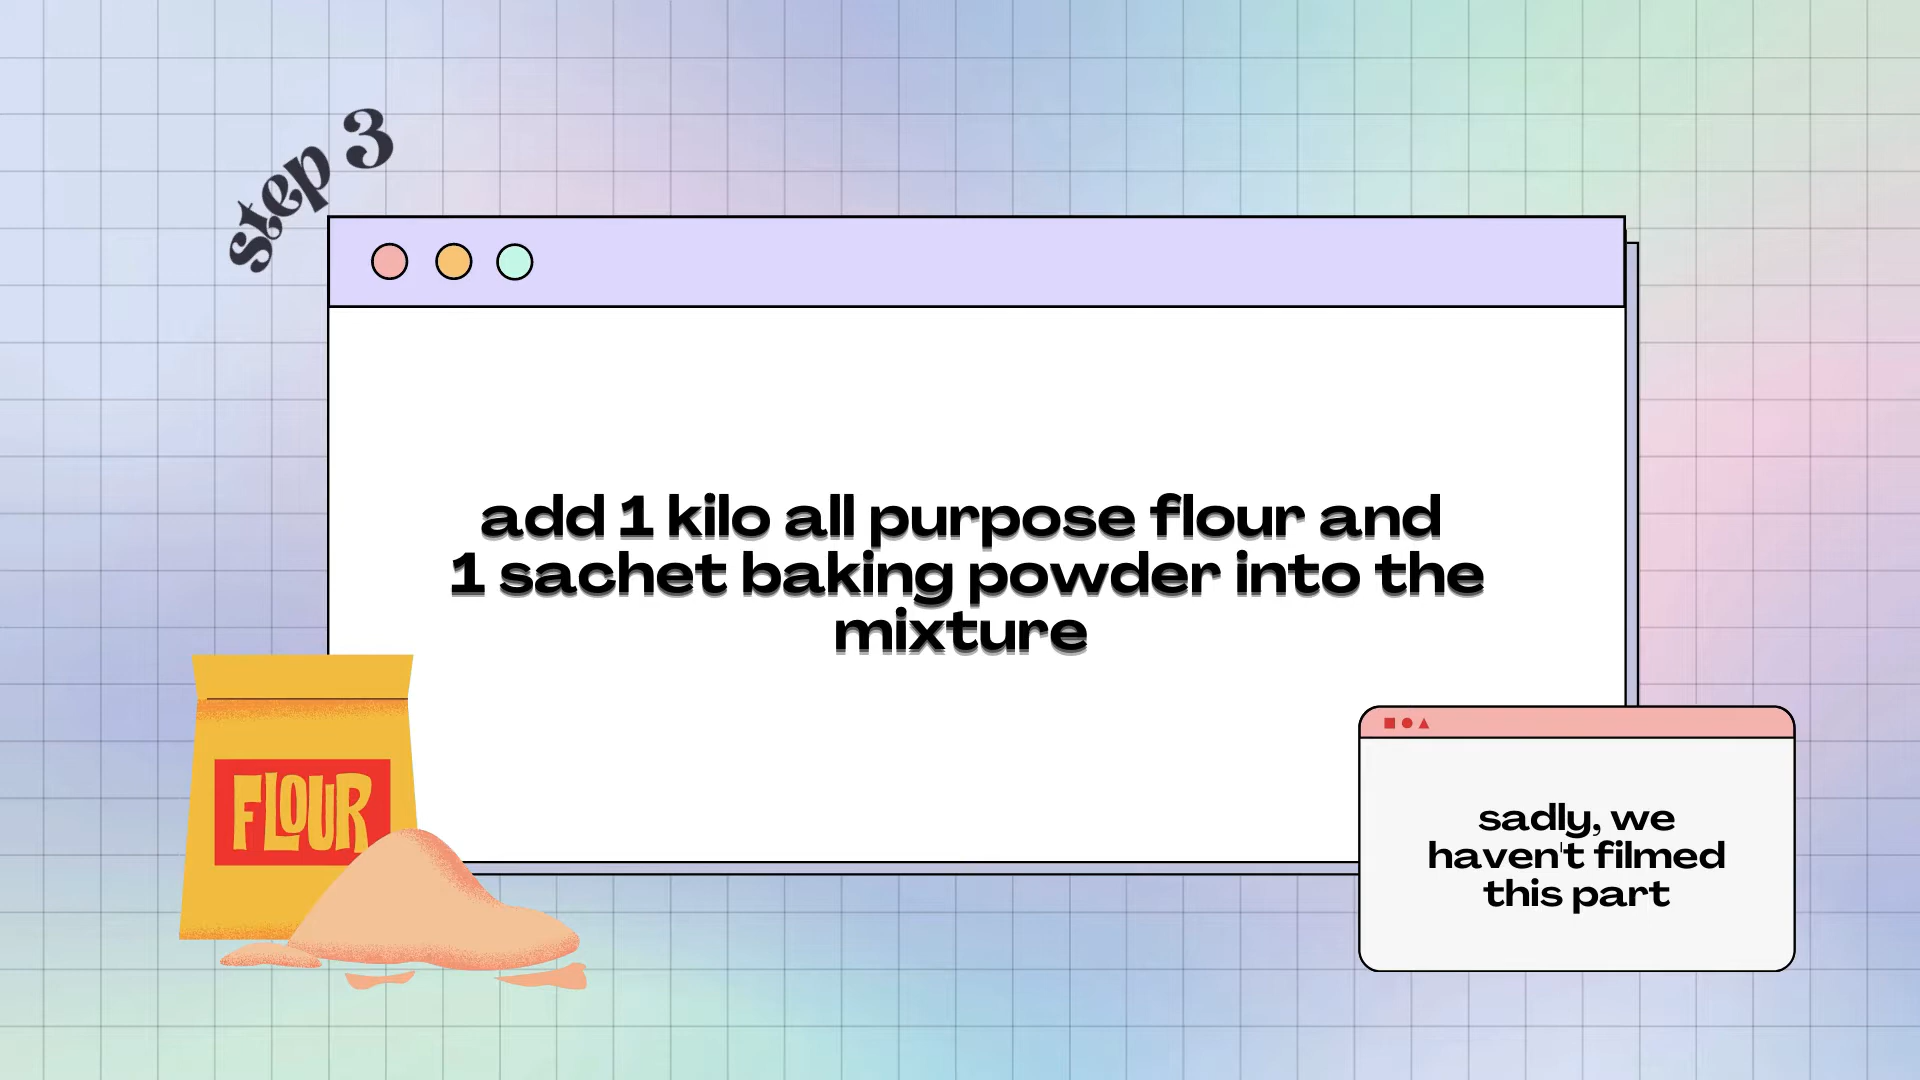 step 3
add 1 kilo all purpose flour and
1 sachet baking powder into the
mixture
FLOUR
sadly, we
haven't filmed
this part